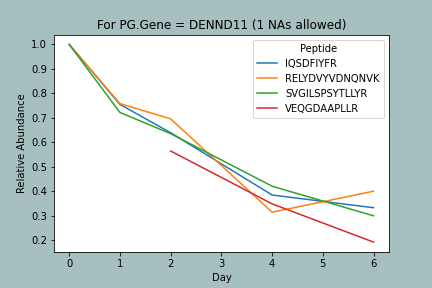 For PG.Gene = DENND11 (1 NAs allowed)
Peptide
IQSDFIYFR
RELYDVYVDNQNVK
SVGILSPSYTLLYR
VEQGDAAPLLR
Relative Abundance
1.0
0.9
0.8
0.7
0.6
0.5
0.4
0.3
0.2
0 1 2 3 4 5 6
Day